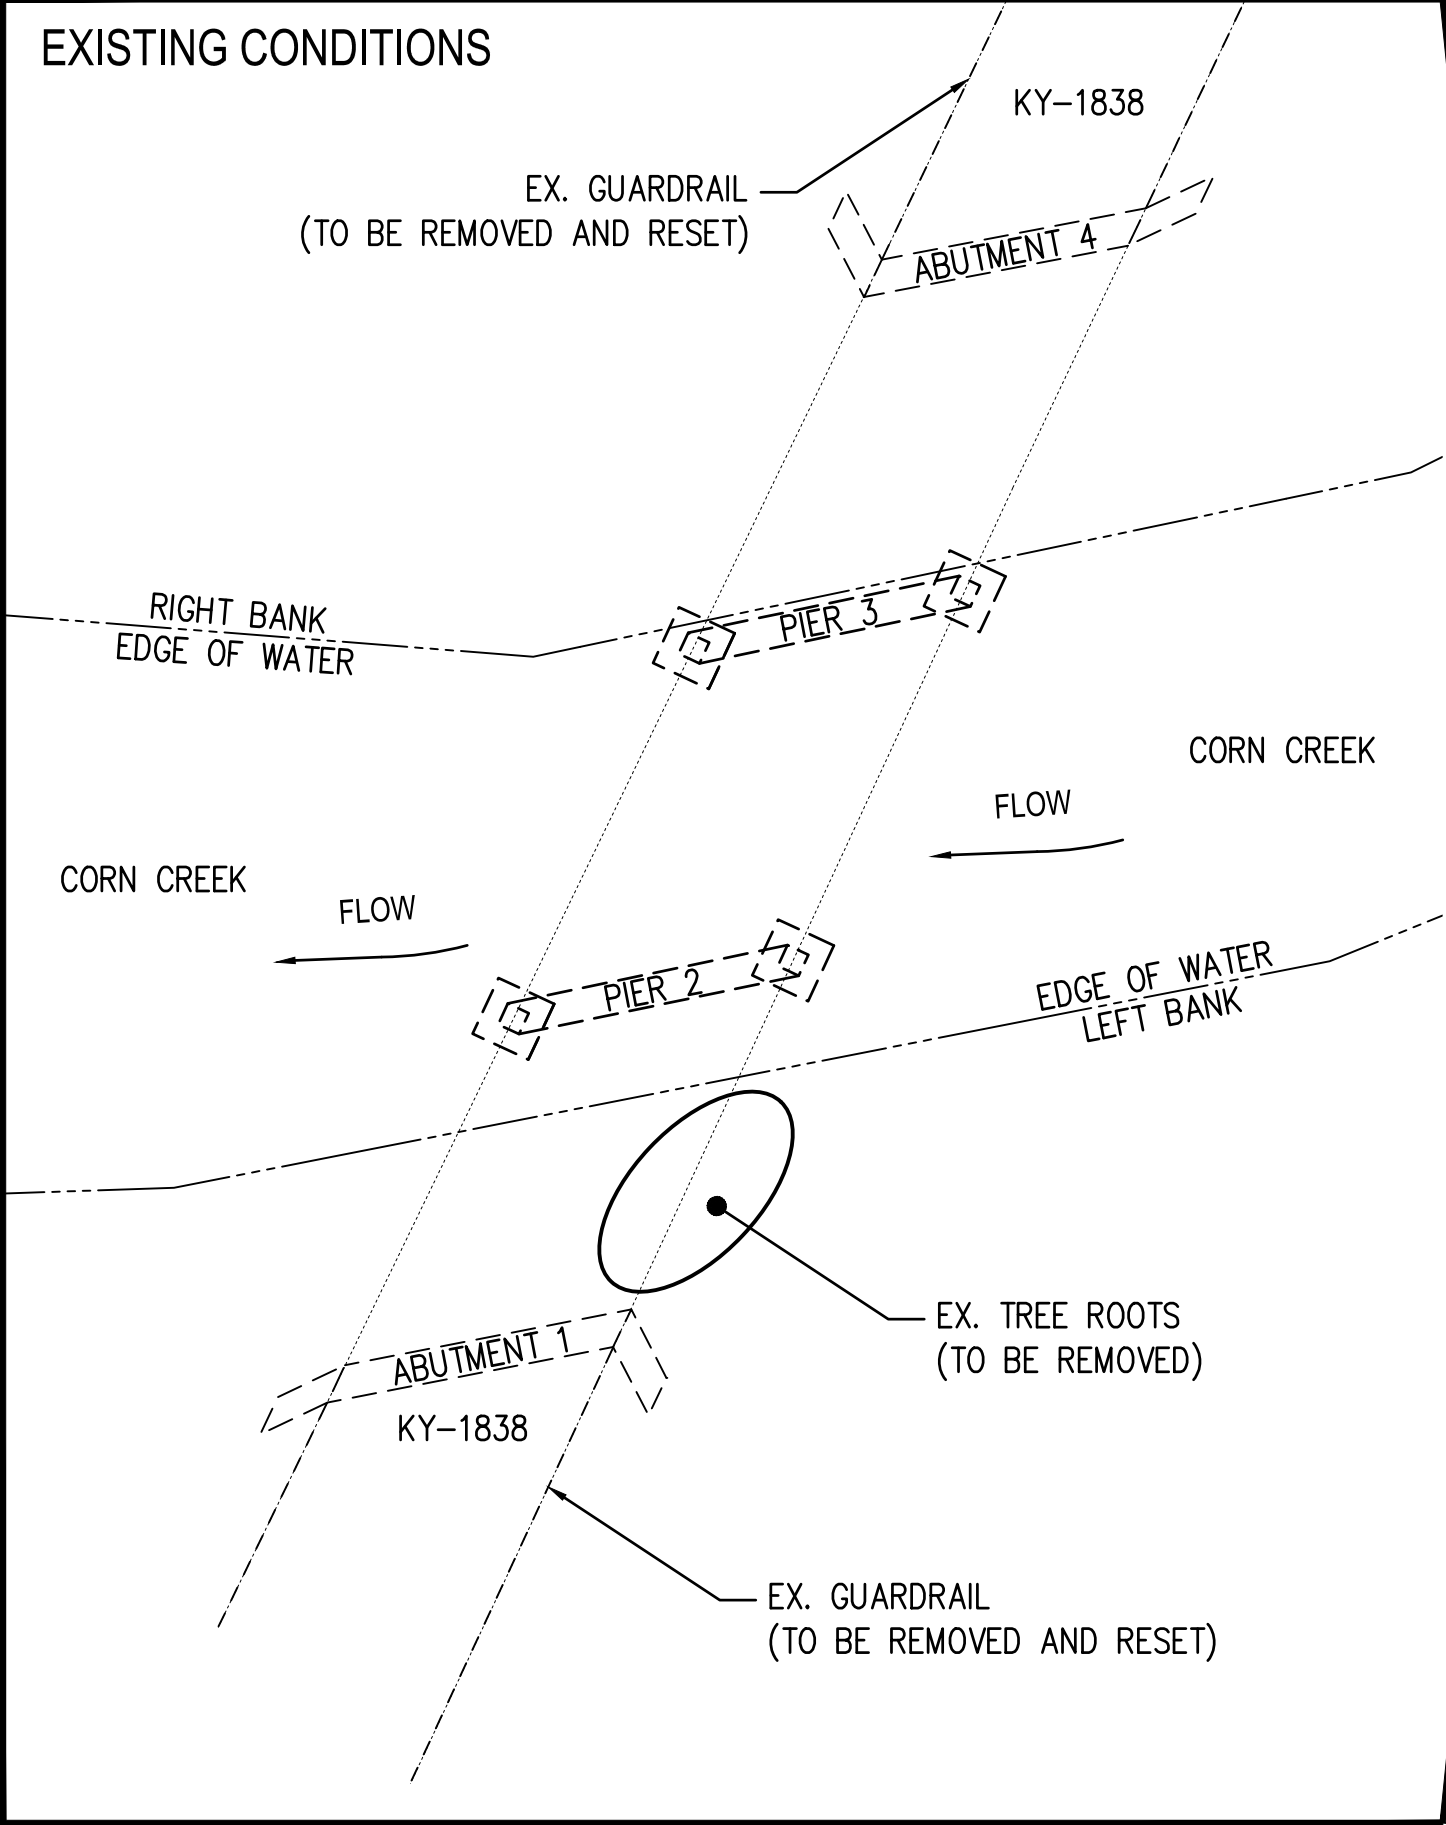 EXISTING CONDITIONS
KY-1838
EX. GUARDRAIL
(TO BE REMOVED AND RESET)
ABUTMENT 4
RIGHT BANK
EDGE OF WATER
PIER 3
CORN CREEK
FLOW
CORN CREEK
FLOW
PIER 2
EDGE OF WATER
LEFT BANK
EX. TREE ROOTS
(TO BE REMOVED)
ABUTMENT 1
KY-1838
EX. GUARDRAIL
(TO BE REMOVED AND RESET)